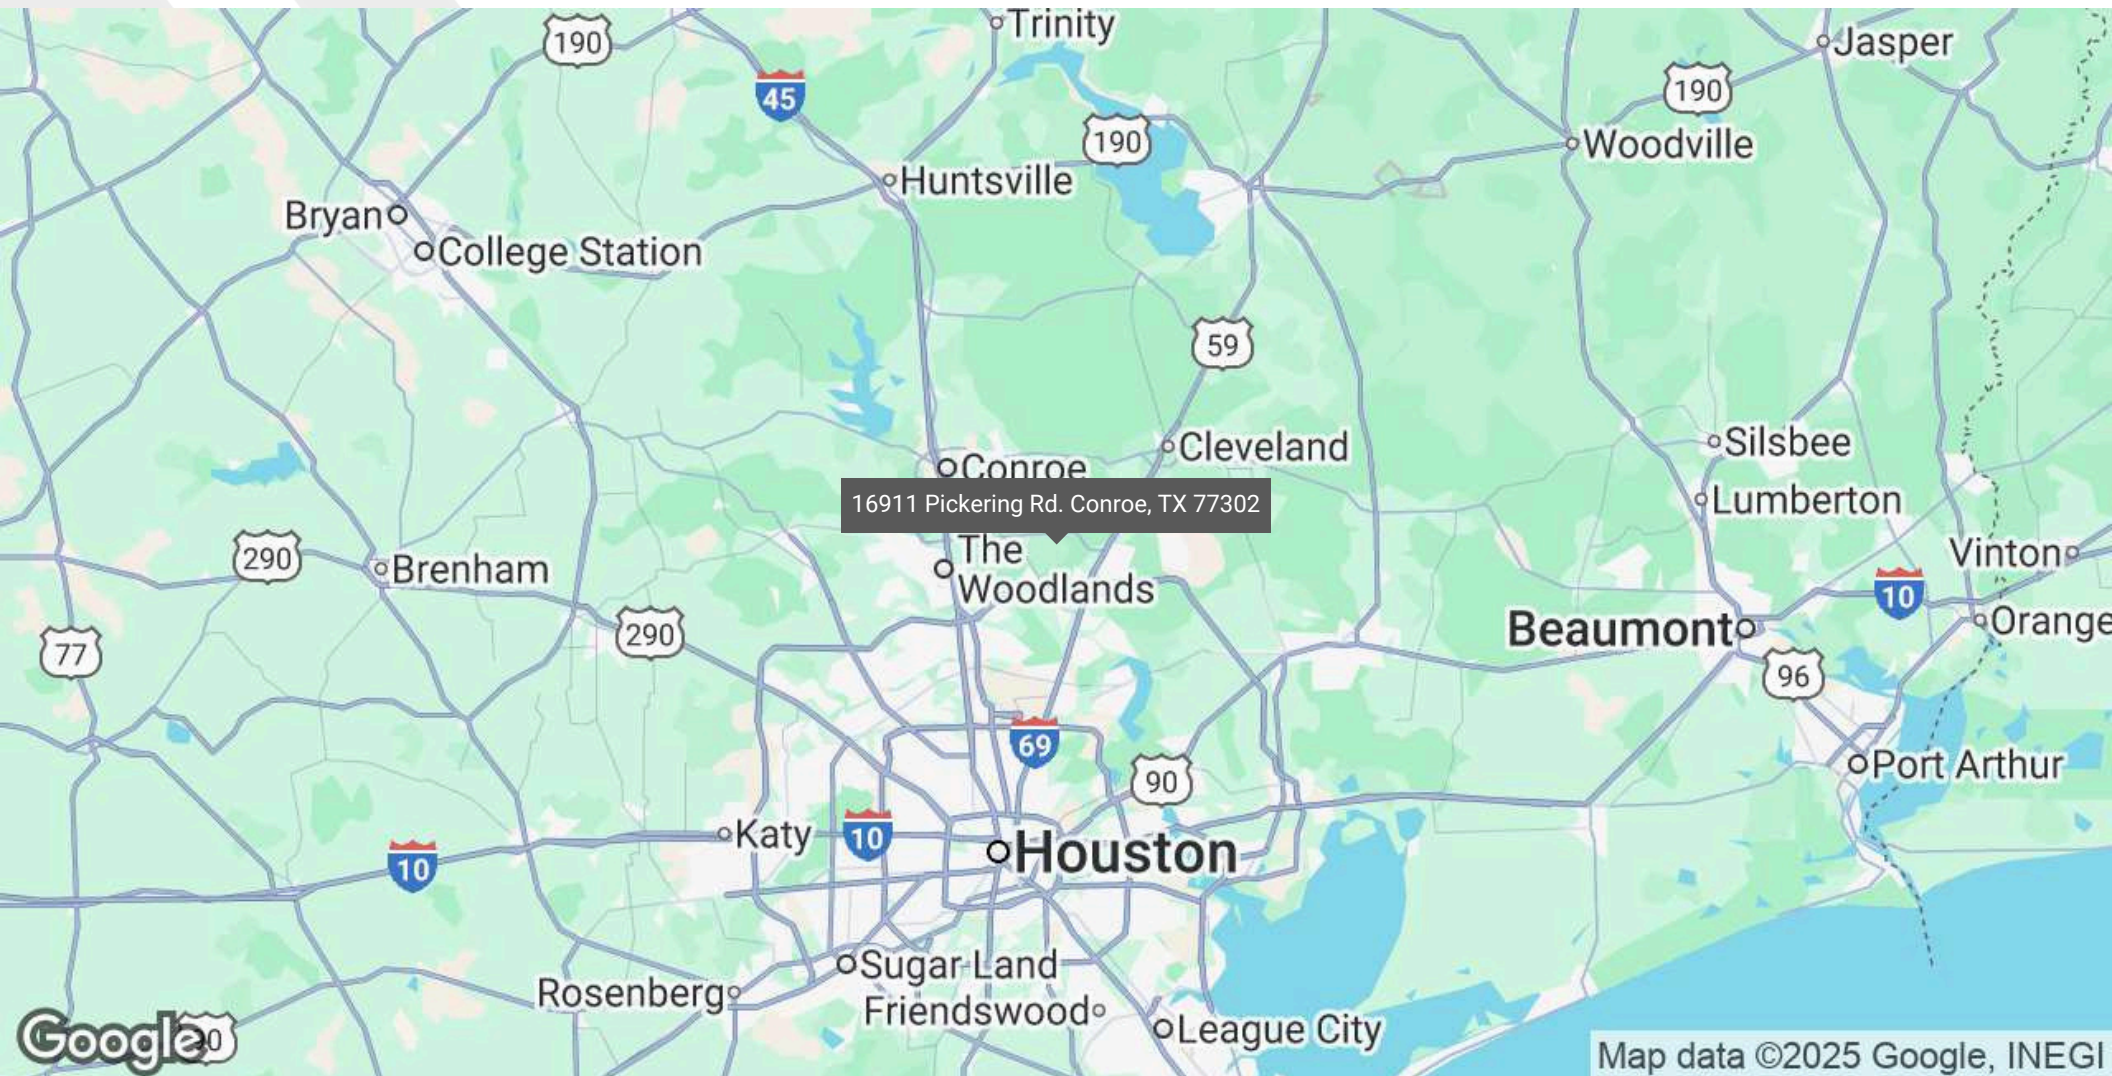 Trinity
190
Jasper
45
190
190
Woodville
Huntsville
Bryan
College Station
59
Cleveland
Silsbee
Conroe
16911 Pickering Rd. Conroe, TX 77302
Lumberton
290
Brenham
The
Woodlands
Vinton
10
290
Beaumont
Orange
77
96
69
90
Port Arthur
Katy
10
Houston
10
Sugar Land
Rosenberg
Friendswood
League City
Google
90
Map data ©2025 Google, INEGI